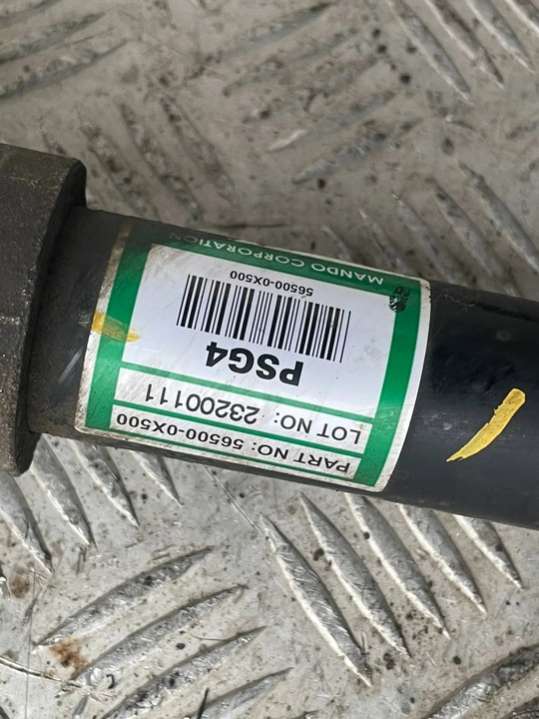 PART NO: 56500-0X500
LOT NO: 23200111
PSG4
56500-0X500
MANDO CORPORATION